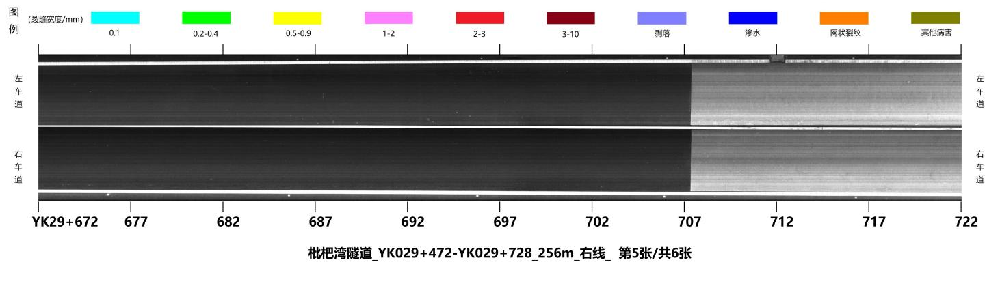 图例
(裂缝宽度/mm)
0.1 0.2-0.4 0.5-0.9 1-2 2-3 3-10 剥落 渗水 网状裂纹 其他病害
左车道 左车道
右车道 右车道
YK29+672 677 682 687 692 697 702 707 712 717 722
枇杷湾隧道_YK029+472-YK029+728_256m_右线_ 第5张/共6张